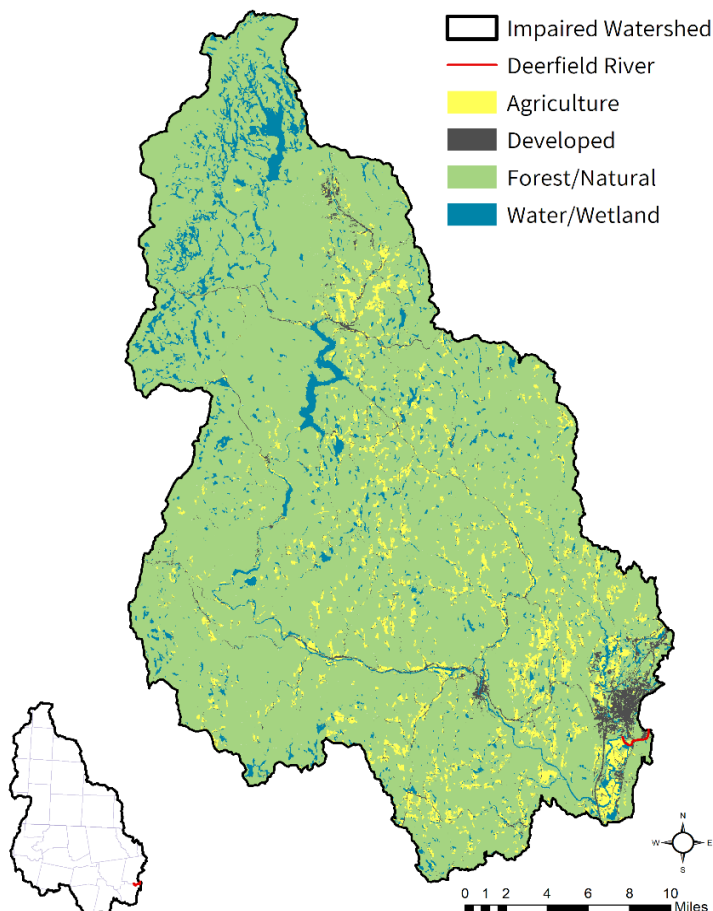 Impaired Watershed
Deerfield River
Agriculture
Developed
Forest/Natural
Water/Wetland
N
W E
S
0 1 2 4 6 8 10
Miles